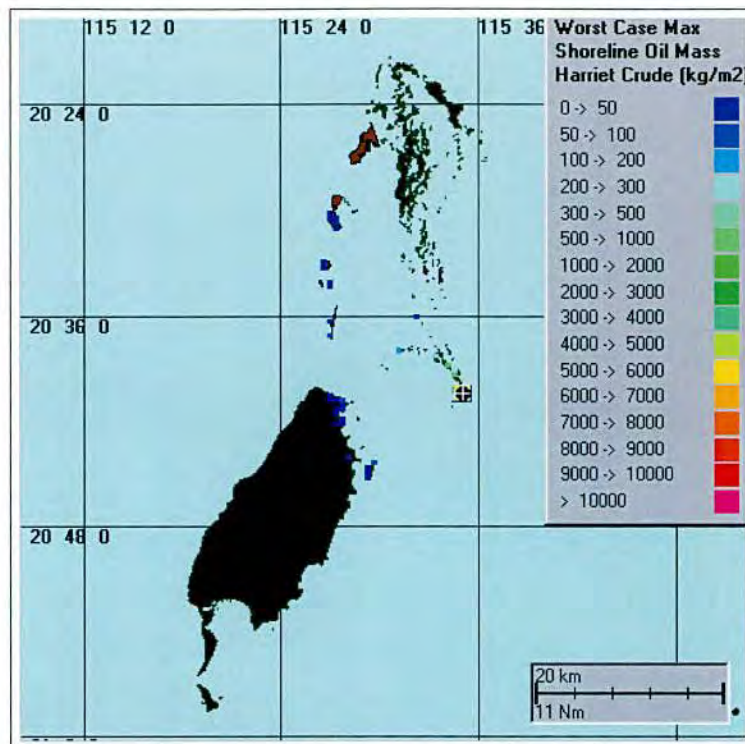 115 12 0
115 24 0
115 36
Worst Case Max
Shoreline Oil Mass
Harriet Crude (kg/m2)
0 -> 50
50 -> 100
100 -> 200
200 -> 300
300 -> 500
500 -> 1000
1000 -> 2000
2000 -> 3000
3000 -> 4000
4000 -> 5000
5000 -> 6000
6000 -> 7000
7000 -> 8000
8000 -> 9000
9000 -> 10000
> 10000
20 24 0
20 36 0
20 48 0
20 km
11 Nm